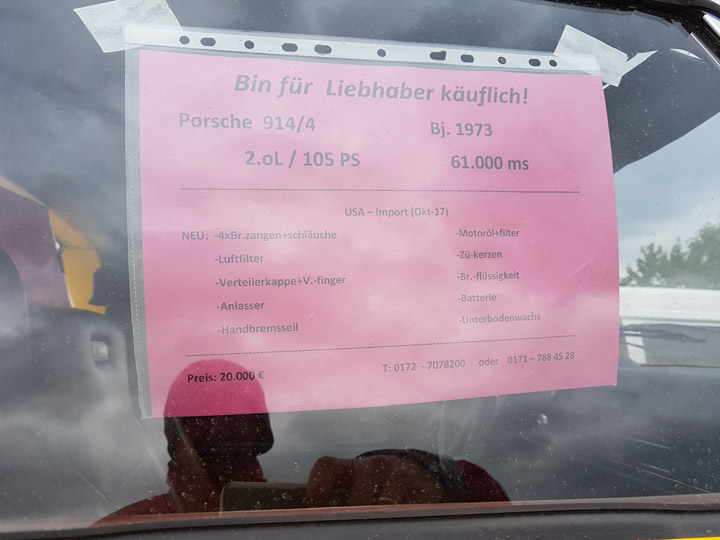 Bin für Liebhaber käuflich!
Porsche 914/4 Bj. 1973
2.oL / 105 PS 61.000 ms
USA – Import (Okt-17)
NEU: -4xBr.zangen+schläuche -Motoröl+filter
-Luftfilter -Zü-kerzen
-Verteilerkappe+V.-finger -Br.-flüssigkeit
-Anlasser -Batterie
-Handbremsseil -Unterbodenwachs
Preis: 20.000 € T: 0172 - 7078200 oder 0171 – 788 45 28